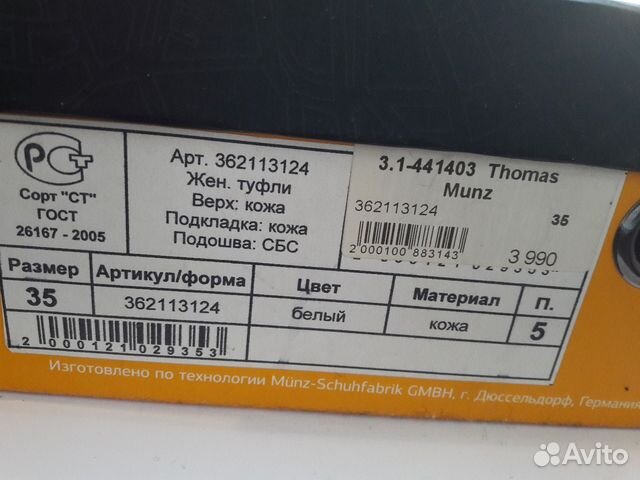 РСТ
Сорт "СТ"
ГОСТ
26167 - 2005
Арт. 362113124
Жен. туфли
Верх: кожа
Подкладка: кожа
Подошва: СБС
3.1-441403 Thomas
Munz
362113124
35
2 000100 883143
3 990
Размер Артикул/форма Цвет Материал П.
35 362113124 белый кожа 5
2 000121 029353
Изготовлено по технологии Münz-Schuhfabrik GMBH, г. Дюссельдорф, Германия
Avito